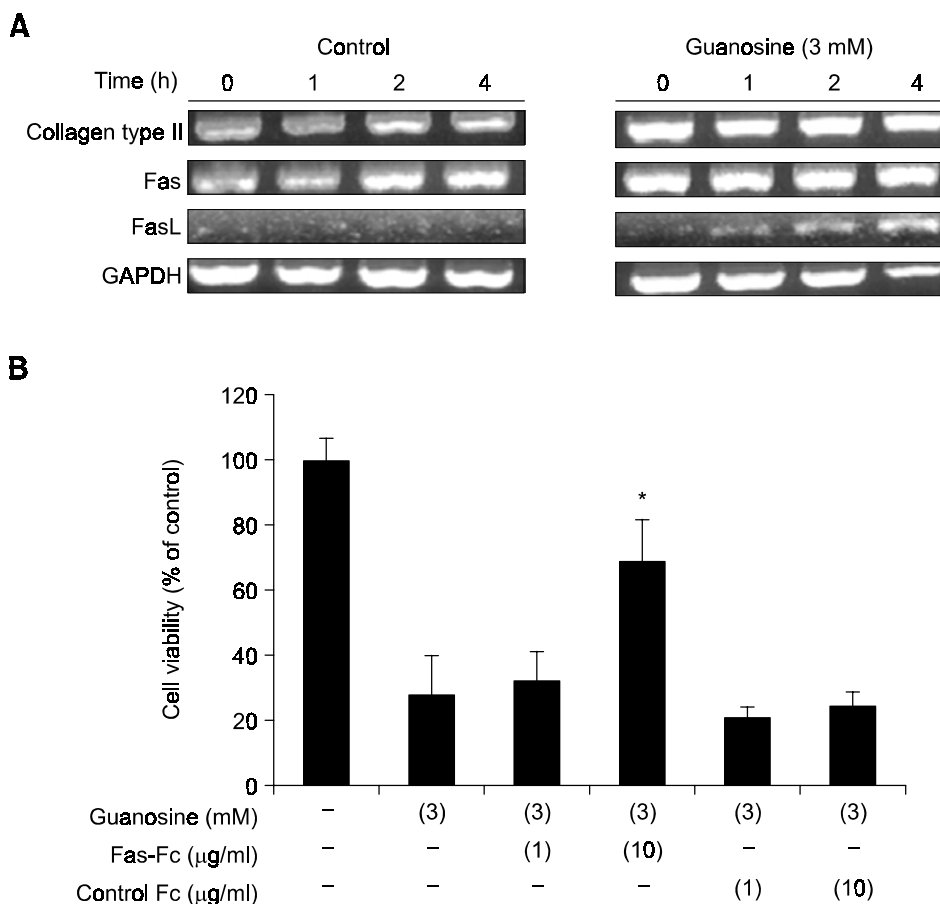 A
Control Guanosine (3 mM)
Time (h) 0 1 2 4 0 1 2 4
Collagen type II
Fas
FasL
GAPDH
B
120
100
80
60
40
20
0
Cell viability (% of control)
*
Guanosine (mM) – (3) (3) (3) (3) (3)
Fas-Fc (μg/ml) – – (1) (10) – –
Control Fc (μg/ml) – – – – (1) (10)